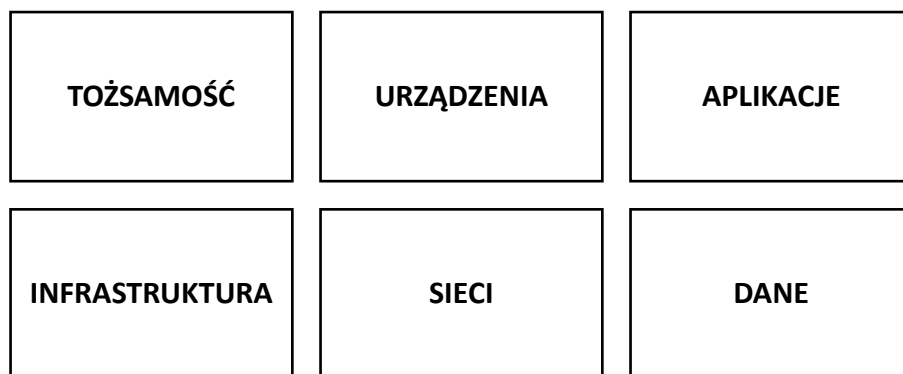 TOŻSAMOŚĆ
URZĄDZENIA
APLIKACJE
INFRASTRUKTURA
SIECI
DANE